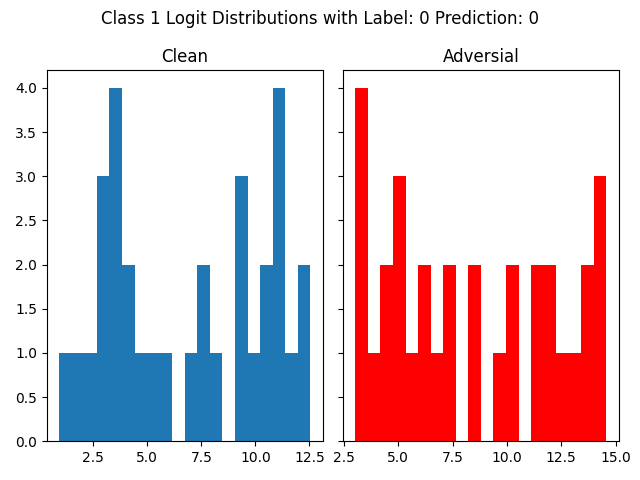 Class 1 Logit Distributions with Label: 0 Prediction: 0
Clean
Adversial
4.0
3.5
3.0
2.5
2.0
1.5
1.0
0.5
0.0
2.5 5.0 7.5 10.0 12.5
2.5 5.0 7.5 10.0 12.5 15.0